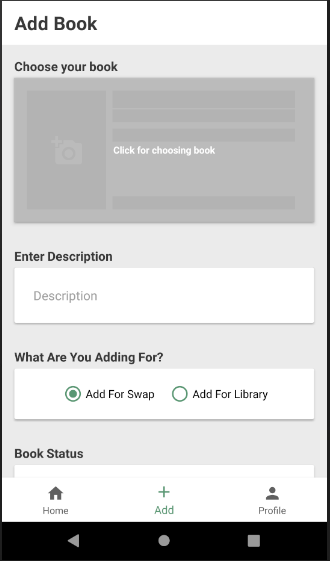 Add Book
Choose your book
Click for choosing book
Enter Description
Description
What Are You Adding For?
Add For Swap Add For Library
Book Status
Home Add Profile